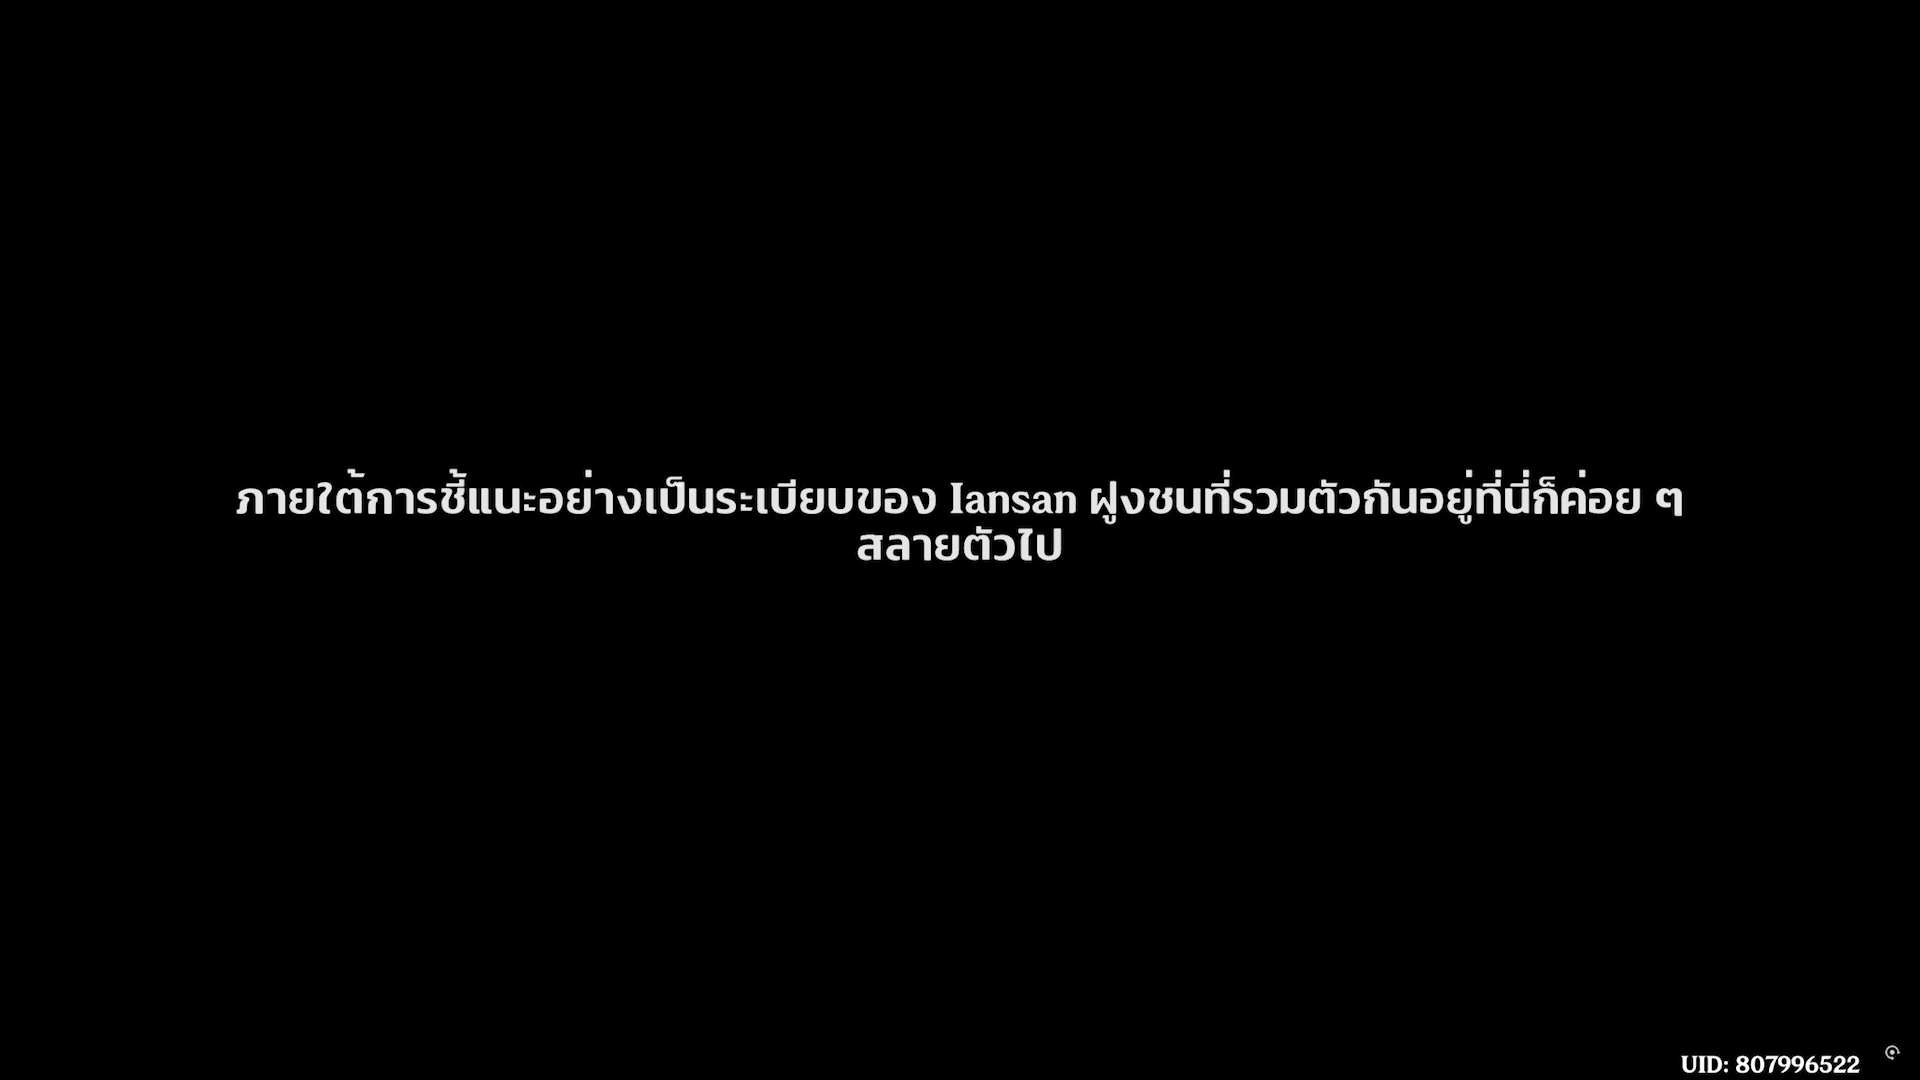 ภายใต้การชี้แนะอย่างเป็นระเบียบของ Iansan ฝูงชนที่รวมตัวกันอยู่ที่นี่ก็ค่อย ๆ
สลายตัวไป
UID: 807996522